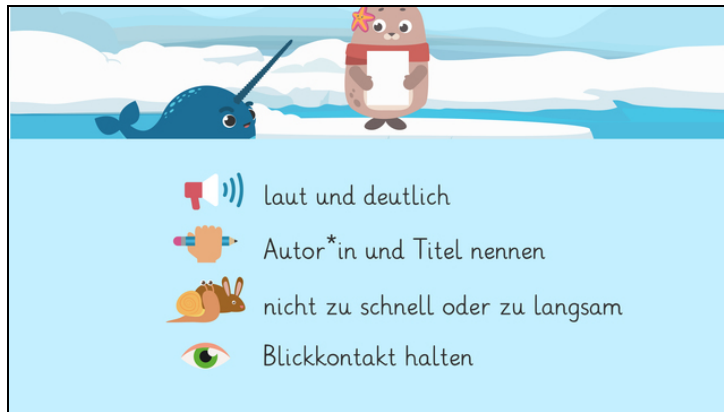 laut und deutlich
Autor*in und Titel nennen
nicht zu schnell oder zu langsam
Blickkontakt halten